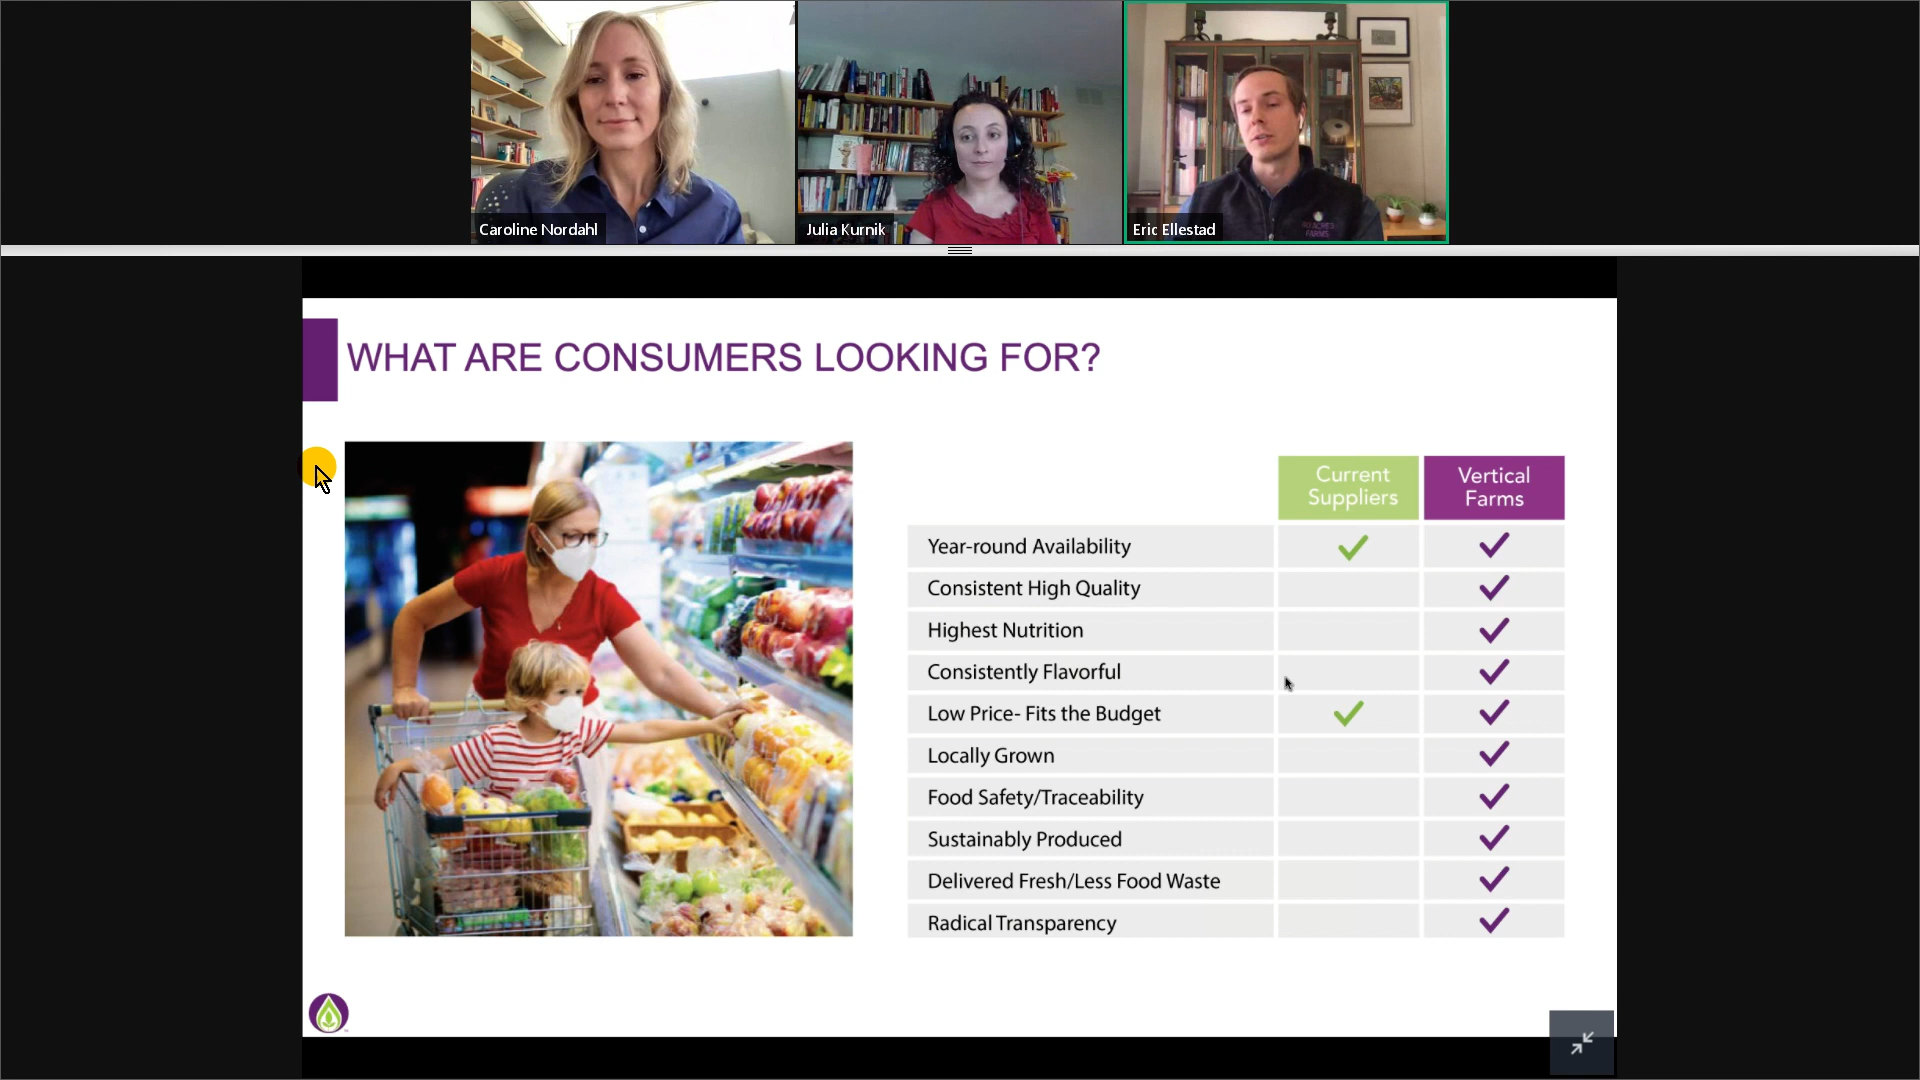 Caroline Nordahl
Julia Kurnik
Eric Ellestad
WHAT ARE CONSUMERS LOOKING FOR?
Current
Suppliers
Vertical
Farms
Year-round Availability
Consistent High Quality
Highest Nutrition
Consistently Flavorful
Low Price- Fits the Budget
Locally Grown
Food Safety/Traceability
Sustainably Produced
Delivered Fresh/Less Food Waste
Radical Transparency